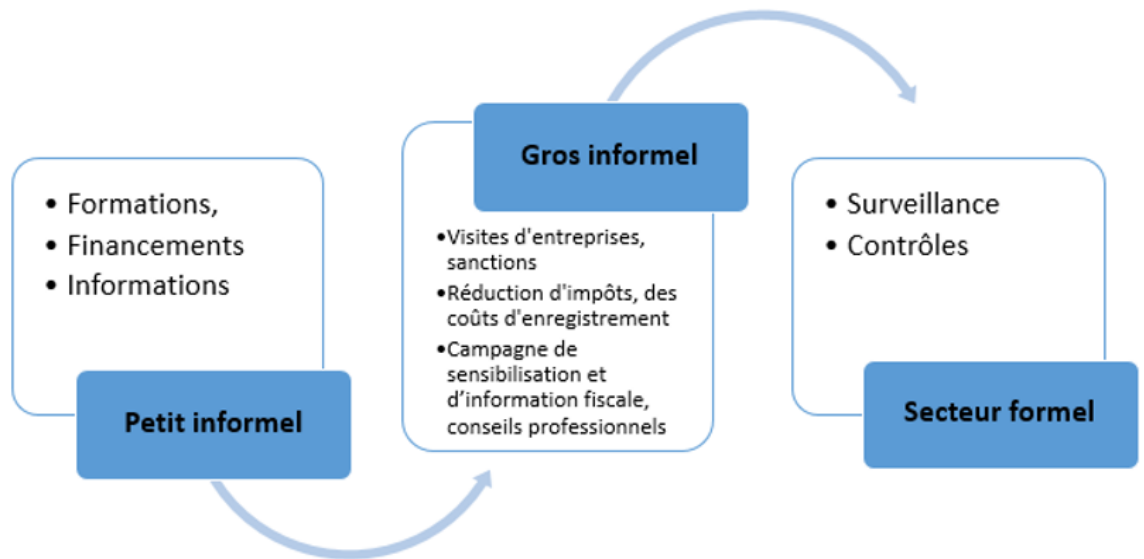 • Formations,
• Financements
• Informations
Petit informel
Gros informel
•Visites d'entreprises,
sanctions
•Réduction d'impôts, des
coûts d'enregistrement
•Campagne de
sensibilisation et
d’information fiscale,
conseils professionnels
• Surveillance
• Contrôles
Secteur formel